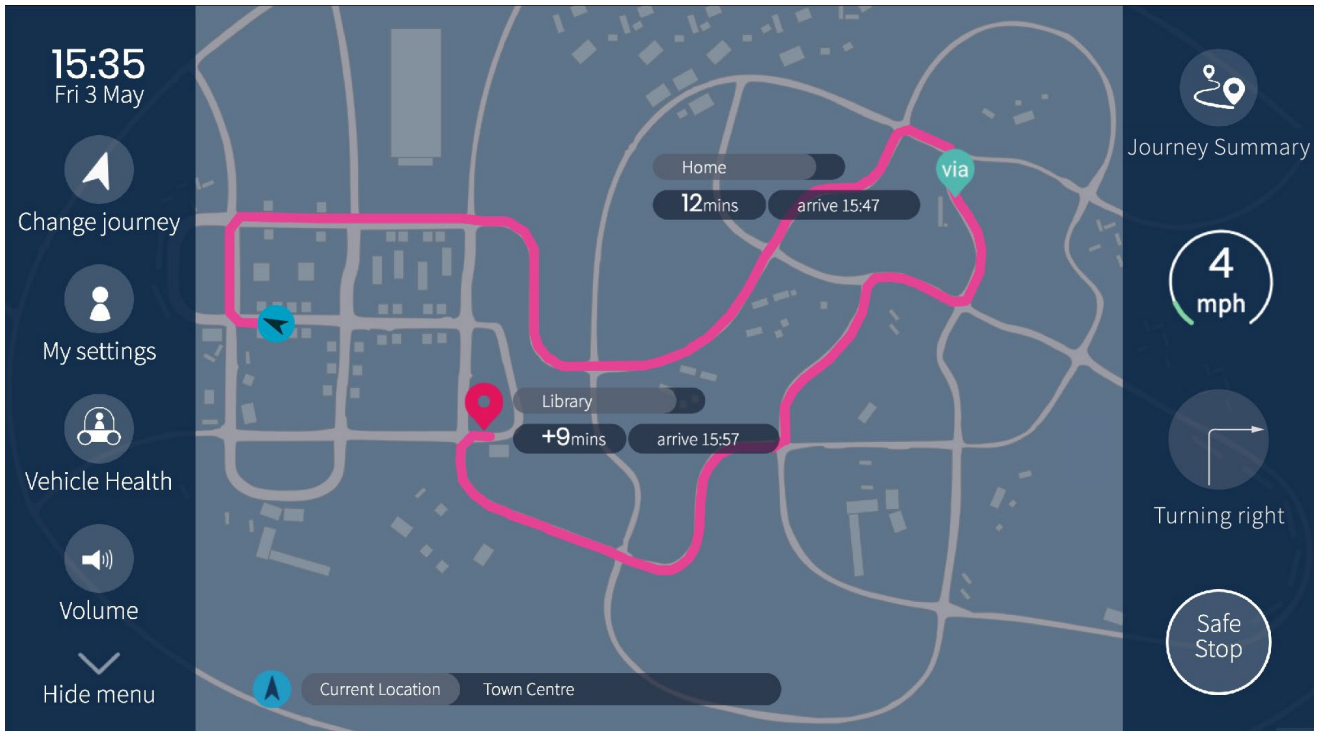 15:35
Fri 3 May
Change journey
My settings
Vehicle Health
Volume
Hide menu
Home
12mins
arrive 15:47
via
Library
+9mins
arrive 15:57
Current Location
Town Centre
Journey Summary
4
mph
Turning right
Safe
Stop